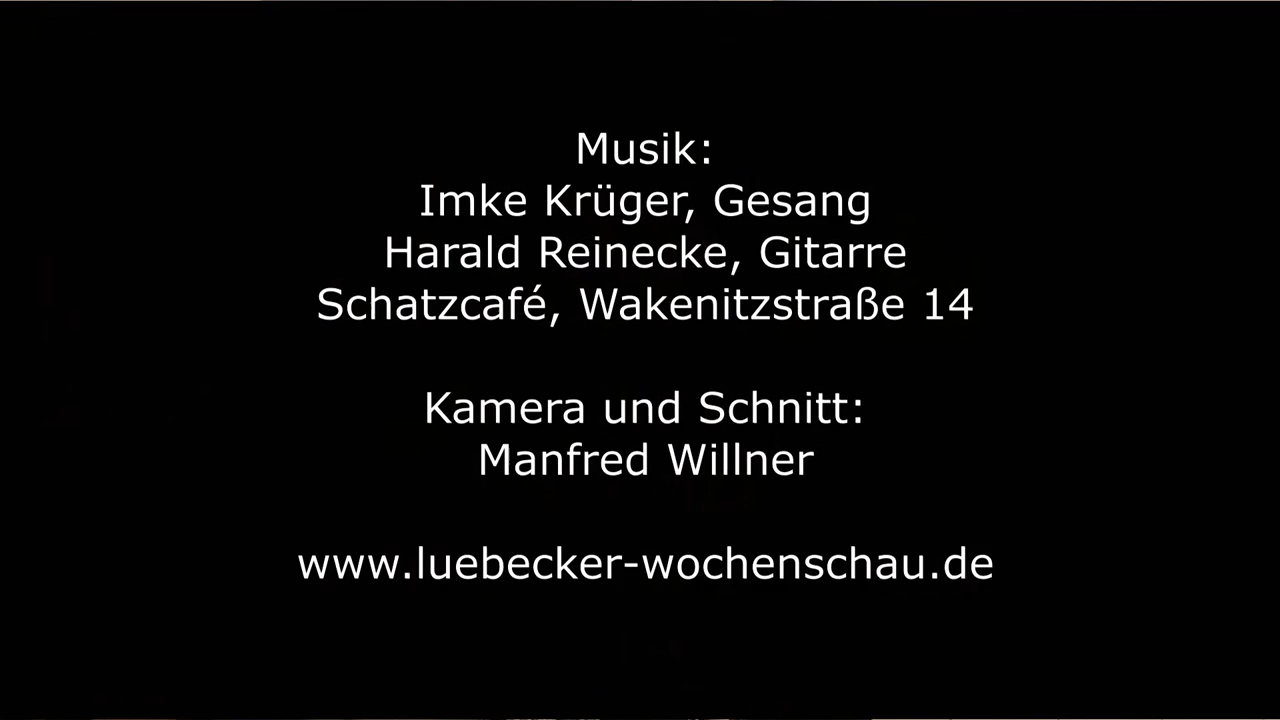 Musik:
Imke Krüger, Gesang
Harald Reinecke, Gitarre
Schatzcafé, Wakenitzstraße 14
Kamera und Schnitt:
Manfred Willner
www.luebecker-wochenschau.de